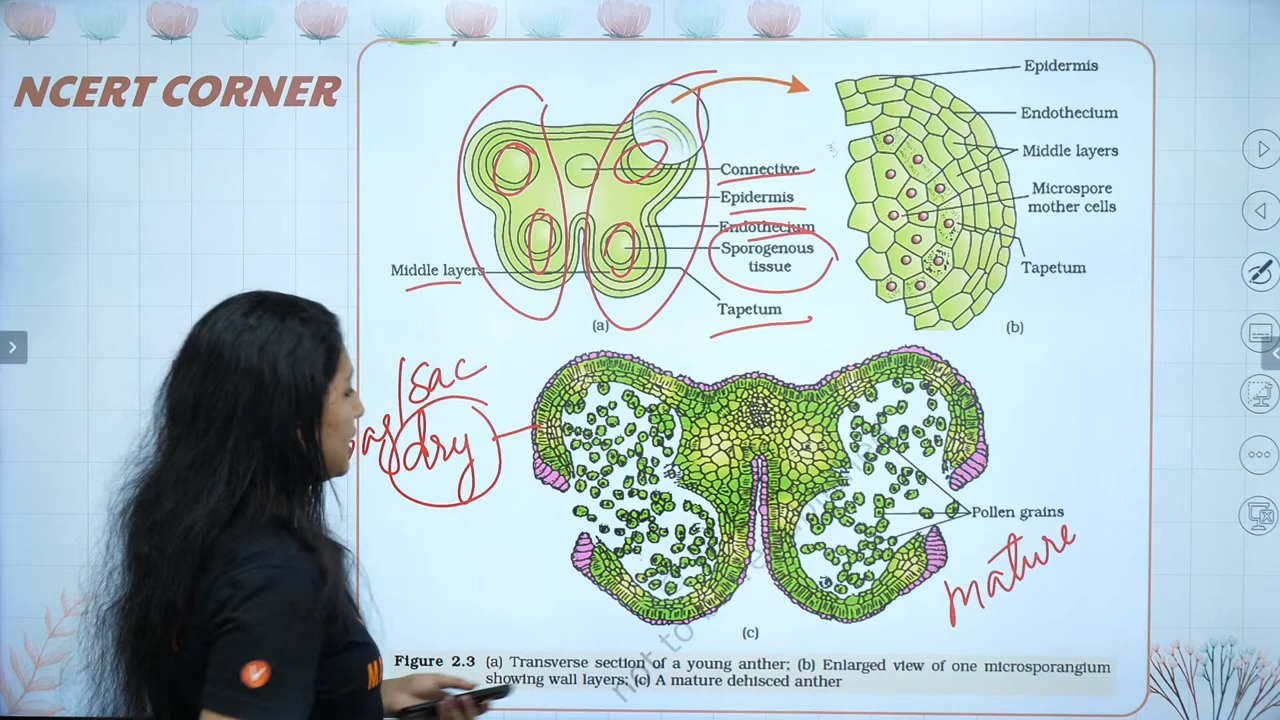 NCERT CORNER
Epidermis
Endothecium
Middle layers
Microspore
mother cells
Tapetum
(b)
Connective
Epidermis
Endothecium
Sporogenous
tissue
Middle layers
Tapetum
(a)
sac
dry
Pollen grains
mature
(c)
Figure 2.3 (a) Transverse section of a young anther; (b) Enlarged view of one microsporangium
showing wall layers; (c) A mature dehisced anther